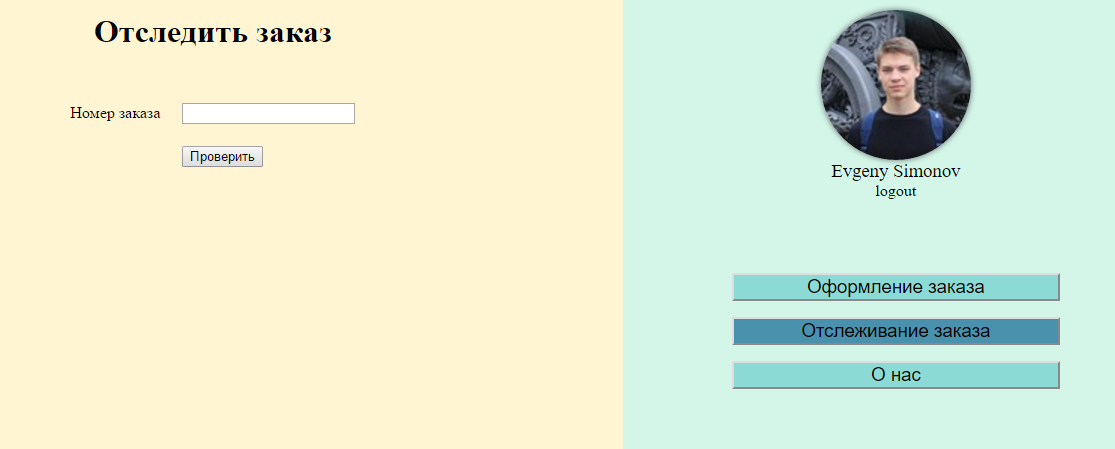 Отследить заказ
Номер заказа
Проверить
Evgeny Simonov
logout
Оформление заказа
Отслеживание заказа
О нас